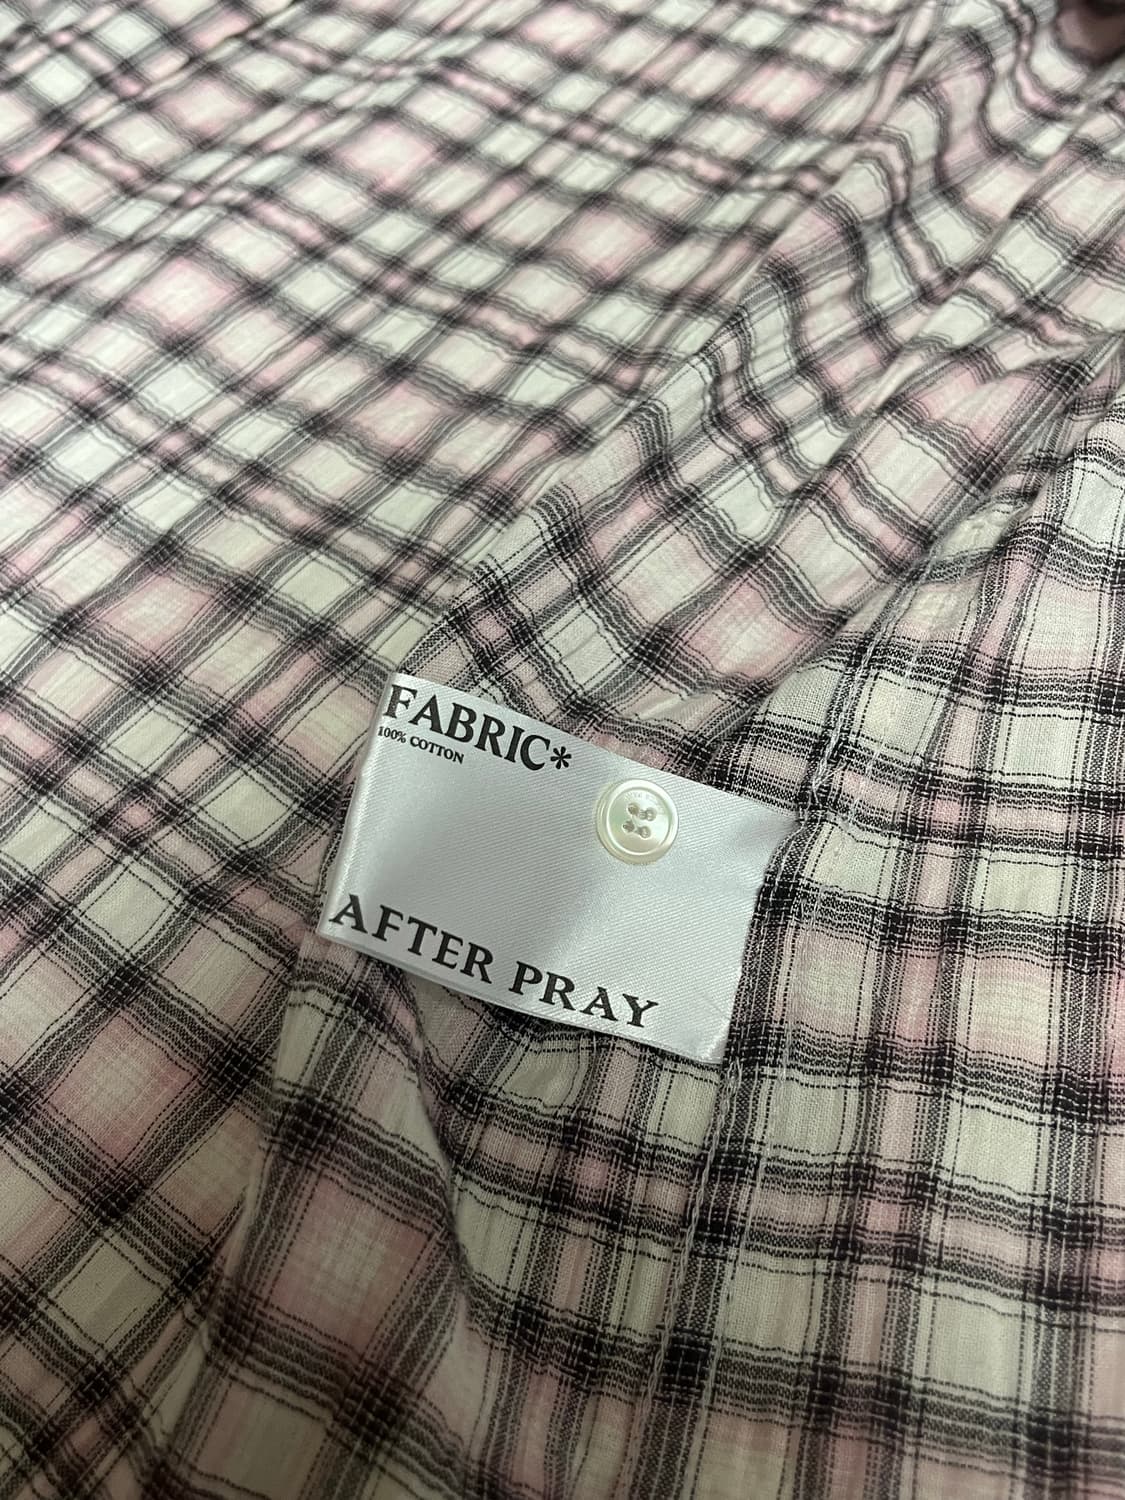 FABRIC*
100% COTTON
AFTER PRAY